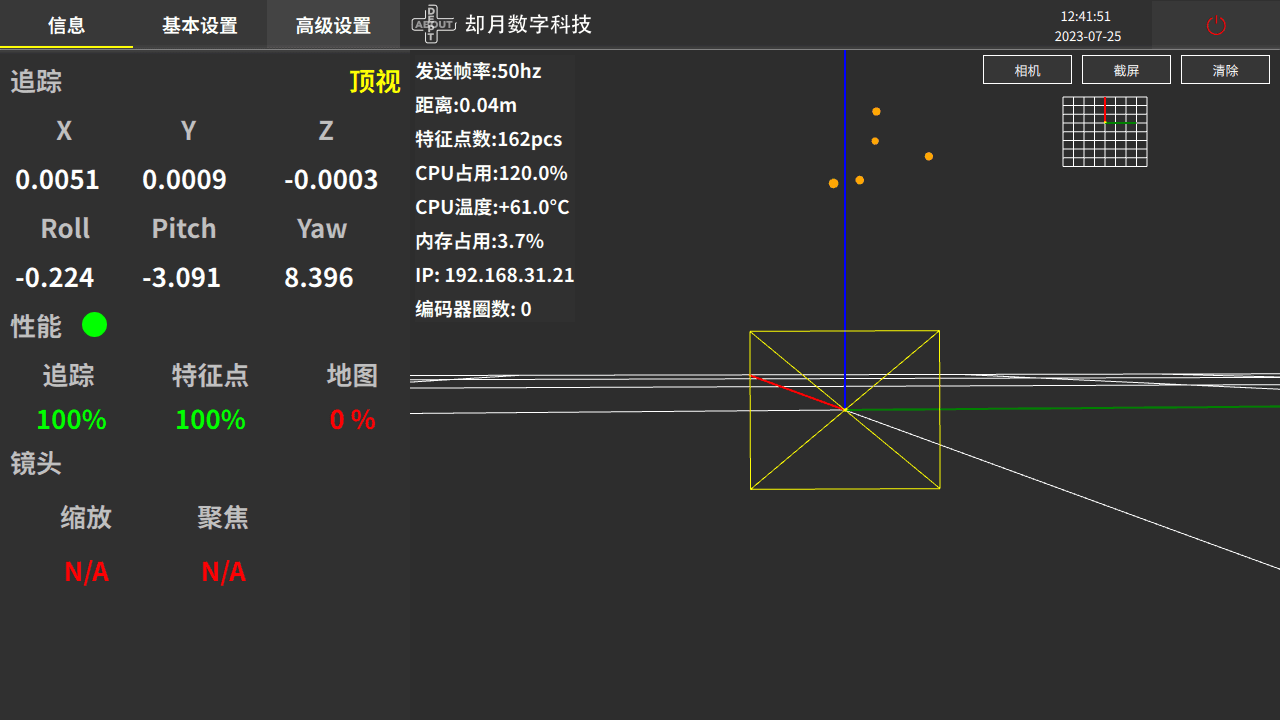 信息 基本设置 高级设置
DEPT
ABOUT
却月数字科技
12:41:51
2023-07-25
追踪 顶视
X Y Z
0.0051 0.0009 -0.0003
Roll Pitch Yaw
-0.224 -3.091 8.396
性能
追踪 特征点 地图
100% 100% 0 %
镜头
缩放 聚焦
N/A N/A
发送帧率:50hz
距离:0.04m
特征点数:162pcs
CPU占用:120.0%
CPU温度:+61.0°C
内存占用:3.7%
IP: 192.168.31.21
编码器圈数: 0
相机 截屏 清除